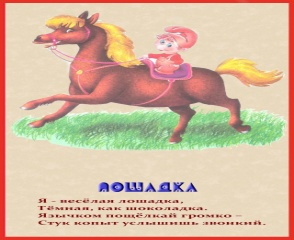 ЛОШАДКА
Я - весёлая лошадка,
Тёмная, как шоколадка.
Язычком пощёлкай громко –
Стук копыт услышишь звонкий.